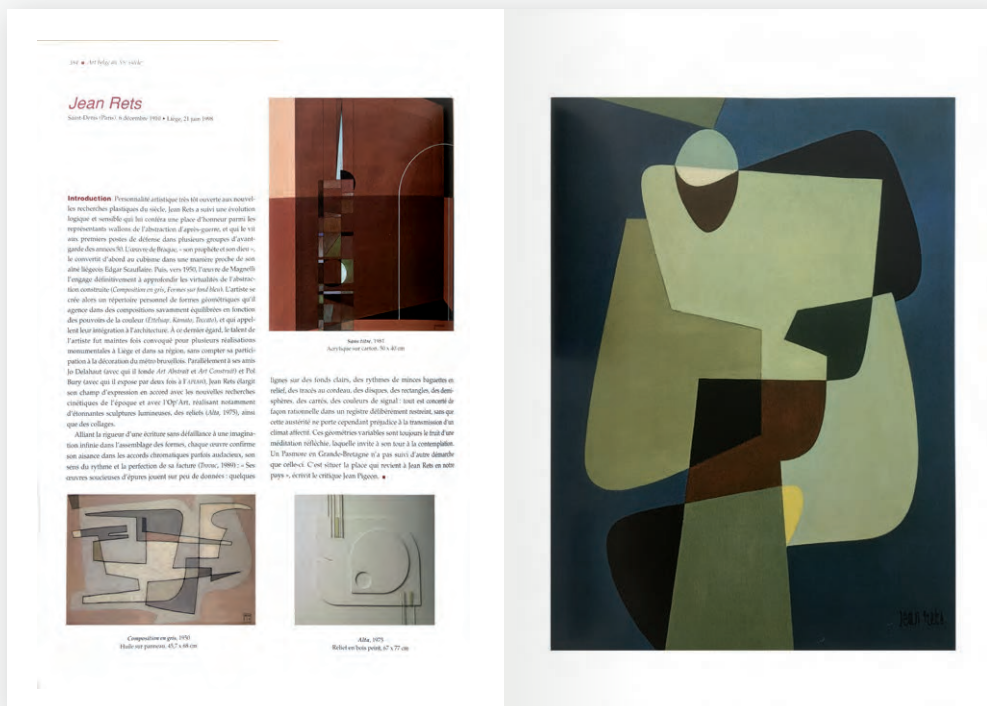 Art belge au XXe siècle
Jean Rets
Saint-Denis (Paris), 6 décembre 1910 • Liège, 21 juin 1998
Introduction Personnalité artistique très tôt ouverte aux nouvel-
les recherches plastiques du siècle, Jean Rets a suivi une évolution
logique et sensible qui lui conféra une place d'honneur parmi les
représentants wallons de l'abstraction d'après-guerre, et qui le vit
aux premiers postes de défense dans plusieurs groupes d'avant-
garde des années 50. L'œuvre de Braque, « son prophète et son dieu »,
le convertit d'abord au cubisme dans une manière proche de son
aîné liégeois Edgar Scauflaire. Puis, vers 1950, l'œuvre de Magnelli
l'engage définitivement à approfondir les virtualités de l'abstrac-
tion construite (Composition en gris, Formes sur fond bleu). L'artiste se
crée alors un répertoire personnel de formes géométriques qu'il
agence dans des compositions savamment équilibrées en fonction
des pouvoirs de la couleur (Ettelsap, Kamata, Toccate), et qui appel-
lent leur intégration à l'architecture. À ce dernier égard, le talent de
l'artiste fut maintes fois convoqué pour plusieurs réalisations
monumentales à Liège et dans sa région, sans compter sa partici-
pation à la décoration du métro bruxellois. Parallèlement à ses amis
Jo Delahaut (avec qui il fonde Art Abstrait et Art Construit) et Pol
Bury (avec qui il expose par deux fois à l'APIAW), Jean Rets élargit
son champ d'expression en accord avec les nouvelles recherches
cinétiques de l'époque et avec l'Op'Art, réalisant notamment
d'étonnantes sculptures lumineuses, des reliefs (Alta, 1975), ainsi
que des collages.
Alliant la rigueur d'une écriture sans défaillance à une imagina-
tion infinie dans l'assemblage des formes, chaque œuvre confirme
son aisance dans les accords chromatiques parfois audacieux, son
sens du rythme et la perfection de sa facture (1980) : « Ses
œuvres soucieuses d'épures jouent sur peu de données : quelques
Sans titre, 1981
Acrylique sur carton, 50 x 40 cm
lignes sur des fonds clairs, des rythmes de minces baguettes en
relief, des tracés au cordeau, des disques, des rectangles, des demi-
sphères, des carrés, des couleurs de signal : tout est concerté de
façon rationnelle dans un registre délibérément restreint, sans que
cette austérité ne porte cependant préjudice à la transmission d'un
climat affectif. Ces géométries variables sont toujours le fruit d'une
méditation réfléchie, laquelle invite à son tour à la contemplation.
Un Pasmore en Grande-Bretagne n'a pas suivi d'autre démarche
que celle-ci. C'est situer la place qui revient à Jean Rets en notre
pays », écrivit le critique Jean Pigeon.
Composition en gris, 1950
Huile sur panneau, 45,7 x 68 cm
Alta, 1975
Relief en bois peint, 67 x 77 cm
jean rets